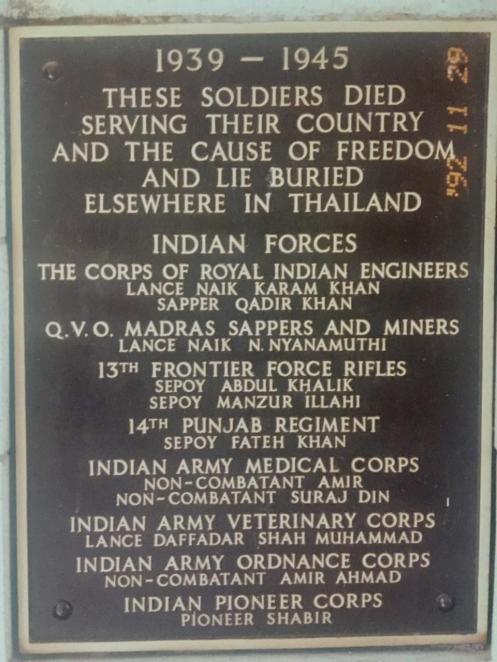 1939 – 1945
THESE SOLDIERS DIED
SERVING THEIR COUNTRY
AND THE CAUSE OF FREEDOM
AND LIE BURIED
ELSEWHERE IN THAILAND
INDIAN FORCES
THE CORPS OF ROYAL INDIAN ENGINEERS
LANCE NAIK KARAM KHAN
SAPPER QADIR KHAN
Q.V.O. MADRAS SAPPERS AND MINERS
LANCE NAIK N. NYANAMUTHI
13TH FRONTIER FORCE RIFLES
SEPOY ABDUL KHALIK
SEPOY MANZUR ILLAHI
14TH PUNJAB REGIMENT
SEPOY FATEH KHAN
INDIAN ARMY MEDICAL CORPS
NON-COMBATANT AMIR
NON-COMBATANT SURAJ DIN
INDIAN ARMY VETERINARY CORPS
LANCE DAFFADAR SHAH MUHAMMAD
INDIAN ARMY ORDNANCE CORPS
NON-COMBATANT AMIR AHMAD
INDIAN PIONEER CORPS
PIONEER SHABIR
'92 11 29